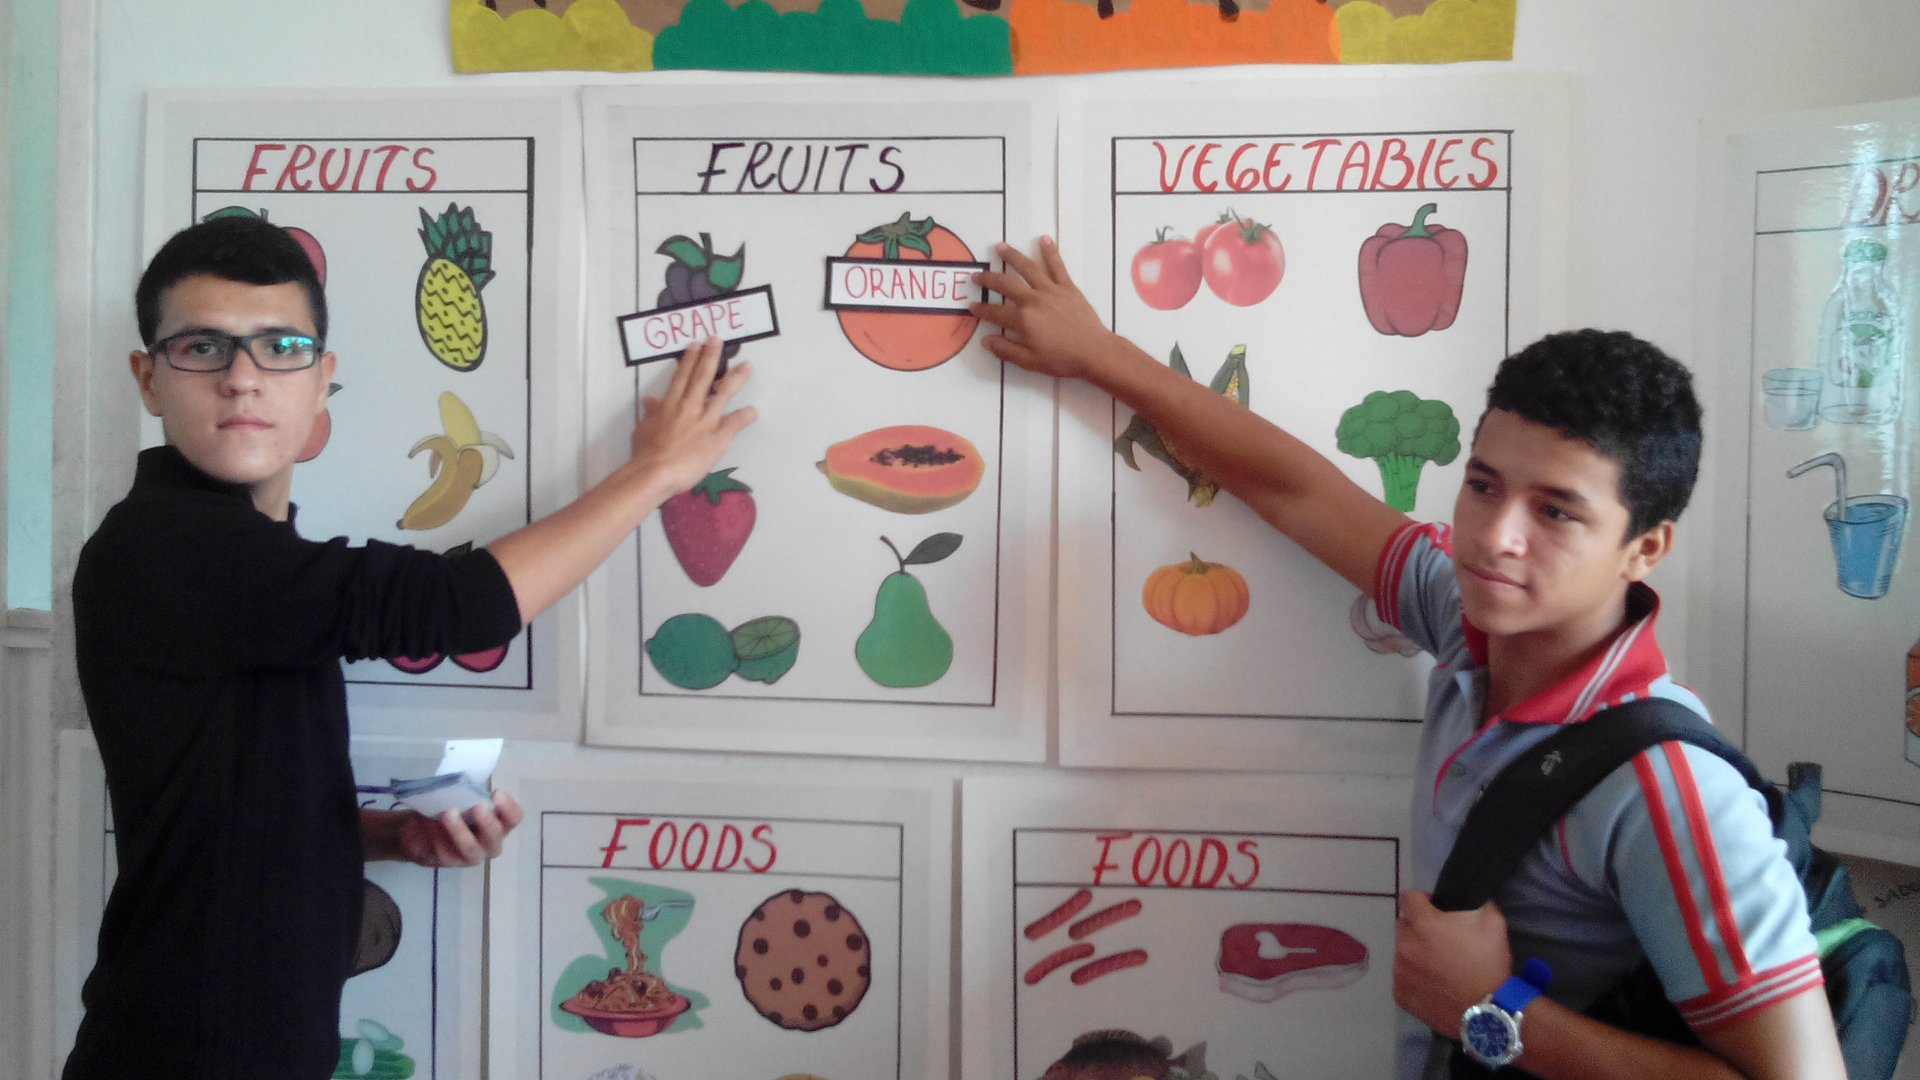 FRUITS
FRUITS
VEGETABLES
GRAPE
ORANGE
FOODS
FOODS